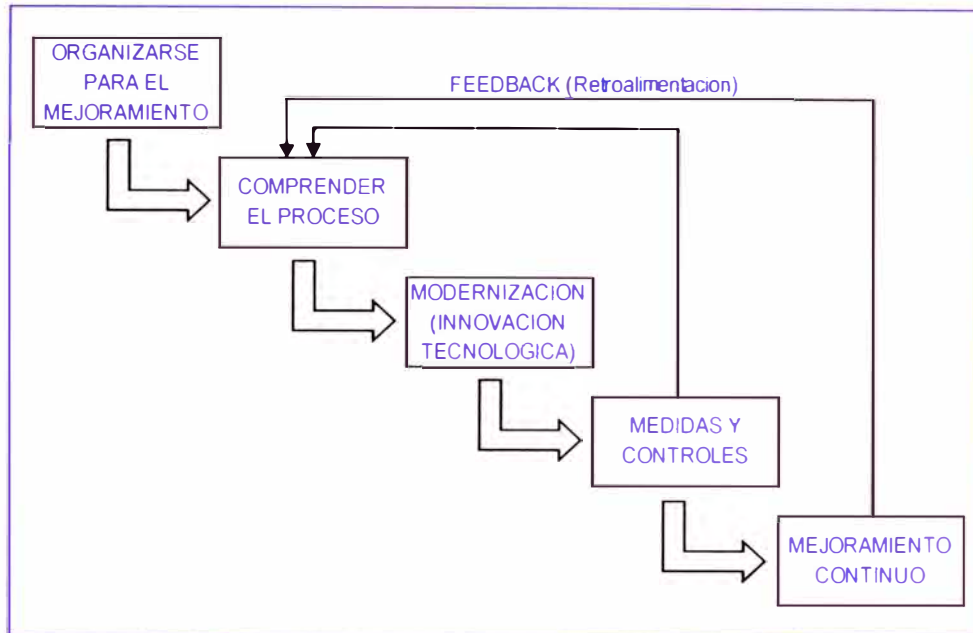 ORGANIZARSE
PARA EL
MEJORAMIENTO
FEEDBACK (Retroalimentacion)
COMPRENDER
EL PROCESO
MODERNIZACION
(INNOVACION
TECNOLOGICA)
MEDIDAS Y
CONTROLES
MEJORAMIENTO
CONTINUO